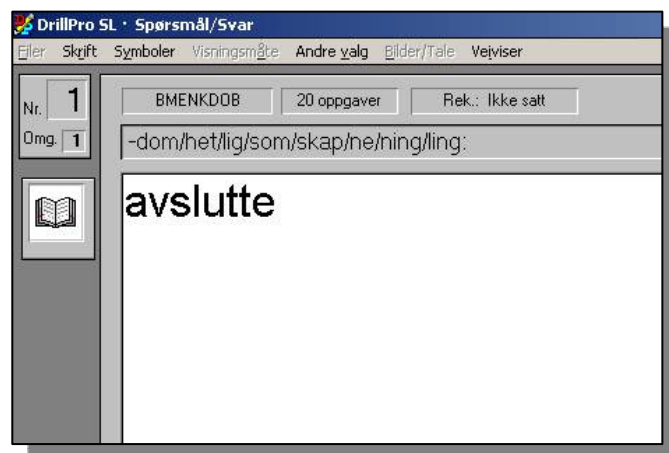 DrillPro SL · Spørsmål/Svar
Filer Skrift Symboler Visningsmåte Andre valg Bilder/Tale Veiviser
Nr. 1 BMENKDOB 20 oppgaver Rek.: Ikke satt
Omg. 1 -dom/het/lig/som/skap/ne/ning/ling:
avslutte